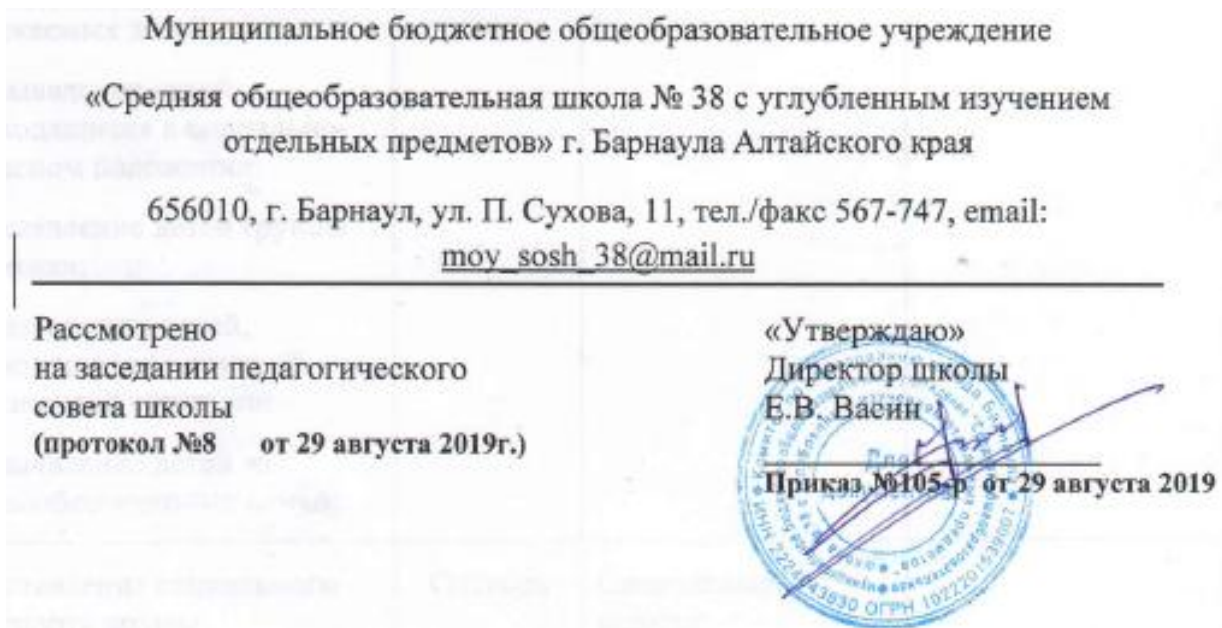 Муниципальное бюджетное общеобразовательное учреждение
«Средняя общеобразовательная школа № 38 с углубленным изучением
отдельных предметов» г. Барнаула Алтайского края
656010, г. Барнаул, ул. П. Сухова, 11, тел./факс 567-747, email:
moy_sosh_38@mail.ru
Рассмотрено
на заседании педагогического
совета школы
(протокол №8 от 29 августа 2019г.)
«Утверждаю»
Директор школы
Е.В. Васин
Приказ №105-р от 29 августа 2019